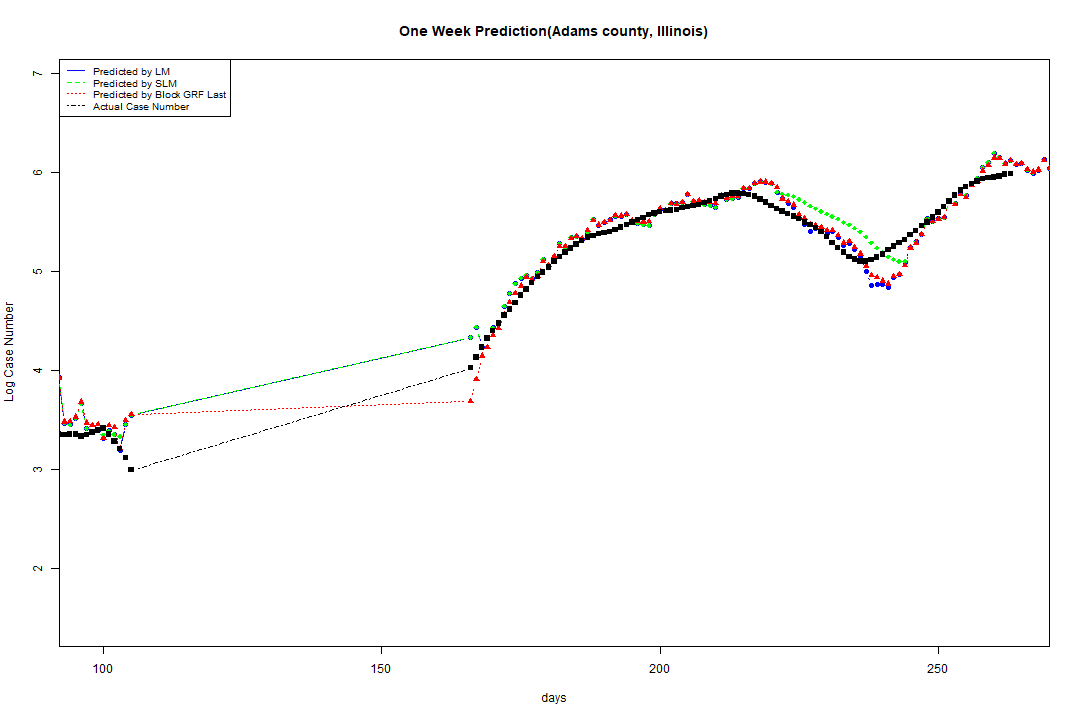 One Week Prediction(Adams county, Illinois)
Predicted by LM
Predicted by SLM
Predicted by Block GRF Last
Actual Case Number
7
6
5
4
3
2
Log Case Number
100 150 200 250
days